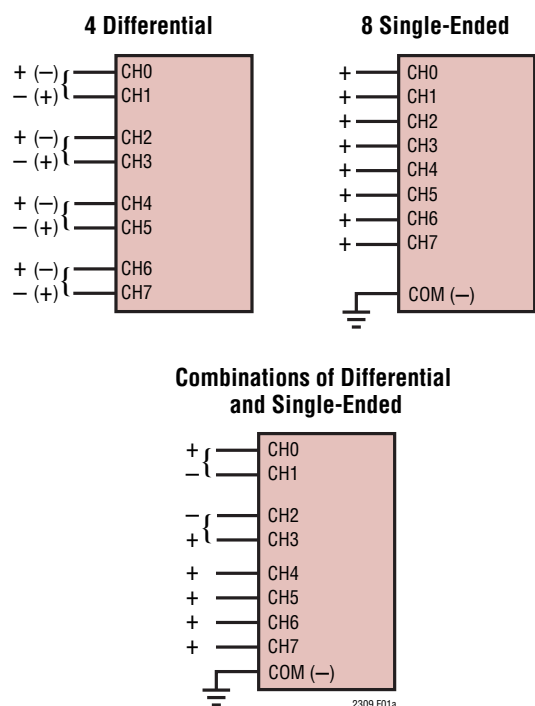 4 Differential
+ (–) { CH0
– (+) CH1
+ (–) { CH2
– (+) CH3
+ (–) { CH4
– (+) CH5
+ (–) { CH6
– (+) CH7
8 Single-Ended
+ CH0
+ CH1
+ CH2
+ CH3
+ CH4
+ CH5
+ CH6
+ CH7
COM (–)
Combinations of Differential
and Single-Ended
+ { CH0
– CH1
– { CH2
+ CH3
+ CH4
+ CH5
+ CH6
+ CH7
COM (–)
2309 F01a